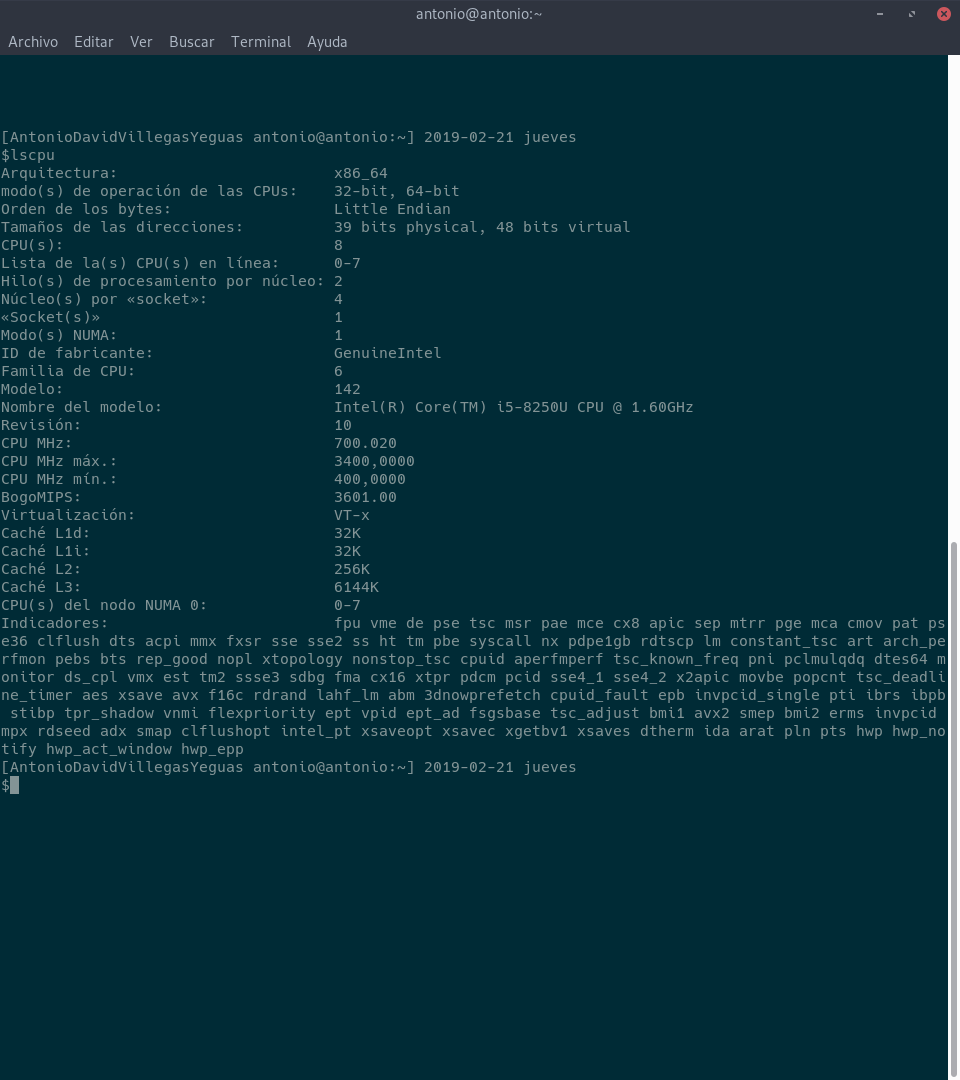 antonio@antonio:~
Archivo Editar Ver Buscar Terminal Ayuda
[AntonioDavidVillegasYeguas antonio@antonio:~] 2019-02-21 jueves
$lscpu
Arquitectura:                        x86_64
modo(s) de operación de las CPUs:    32-bit, 64-bit
Orden de los bytes:                  Little Endian
Tamaños de las direcciones:          39 bits physical, 48 bits virtual
CPU(s):                              8
Lista de la(s) CPU(s) en línea:      0-7
Hilo(s) de procesamiento por núcleo: 2
Núcleo(s) por «socket»:              4
«Socket(s)»                          1
Modo(s) NUMA:                        1
ID de fabricante:                    GenuineIntel
Familia de CPU:                      6
Modelo:                              142
Nombre del modelo:                   Intel(R) Core(TM) i5-8250U CPU @ 1.60GHz
Revisión:                            10
CPU MHz:                             700.020
CPU MHz máx.:                        3400,0000
CPU MHz mín.:                        400,0000
BogoMIPS:                            3601.00
Virtualización:                      VT-x
Caché L1d:                           32K
Caché L1i:                           32K
Caché L2:                            256K
Caché L3:                            6144K
CPU(s) del nodo NUMA 0:              0-7
Indicadores:                         fpu vme de pse tsc msr pae mce cx8 apic sep mtrr pge mca cmov pat ps
e36 clflush dts acpi mmx fxsr sse sse2 ss ht tm pbe syscall nx pdpe1gb rdtscp lm constant_tsc art arch_pe
rfmon pebs bts rep_good nopl xtopology nonstop_tsc cpuid aperfmperf tsc_known_freq pni pclmulqdq dtes64 m
onitor ds_cpl vmx est tm2 ssse3 sdbg fma cx16 xtpr pdcm pcid sse4_1 sse4_2 x2apic movbe popcnt tsc_deadli
ne_timer aes xsave avx f16c rdrand lahf_lm abm 3dnowprefetch cpuid_fault epb invpcid_single pti ibrs ibpb
 stibp tpr_shadow vnmi flexpriority ept vpid ept_ad fsgsbase tsc_adjust bmi1 avx2 smep bmi2 erms invpcid
mpx rdseed adx smap clflushopt intel_pt xsaveopt xsavec xgetbv1 xsaves dtherm ida arat pln pts hwp hwp_no
tify hwp_act_window hwp_epp
[AntonioDavidVillegasYeguas antonio@antonio:~] 2019-02-21 jueves
$